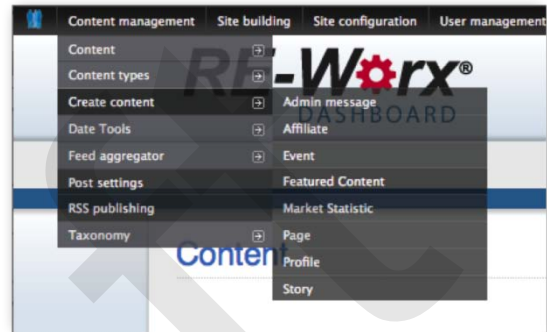 Content management Site building Site configuration User management
Content
Content types
RE-Worx®
Create content
Admin message
DASHBOARD
Date Tools
Affiliate
Feed aggregator
Event
Post settings
Featured Content
RSS publishing
Market Statistic
Taxonomy
Page
Content
Profile
Story